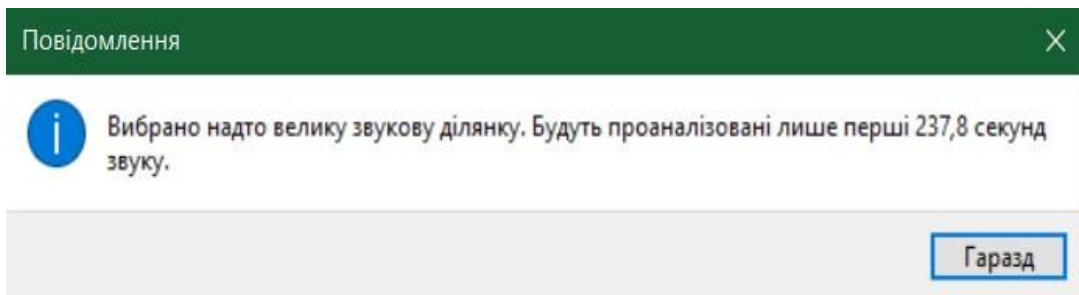 Повідомлення
Вибрано надто велику звукову ділянку. Будуть проаналізовані лише перші 237,8 секунд
звуку.
Гаразд